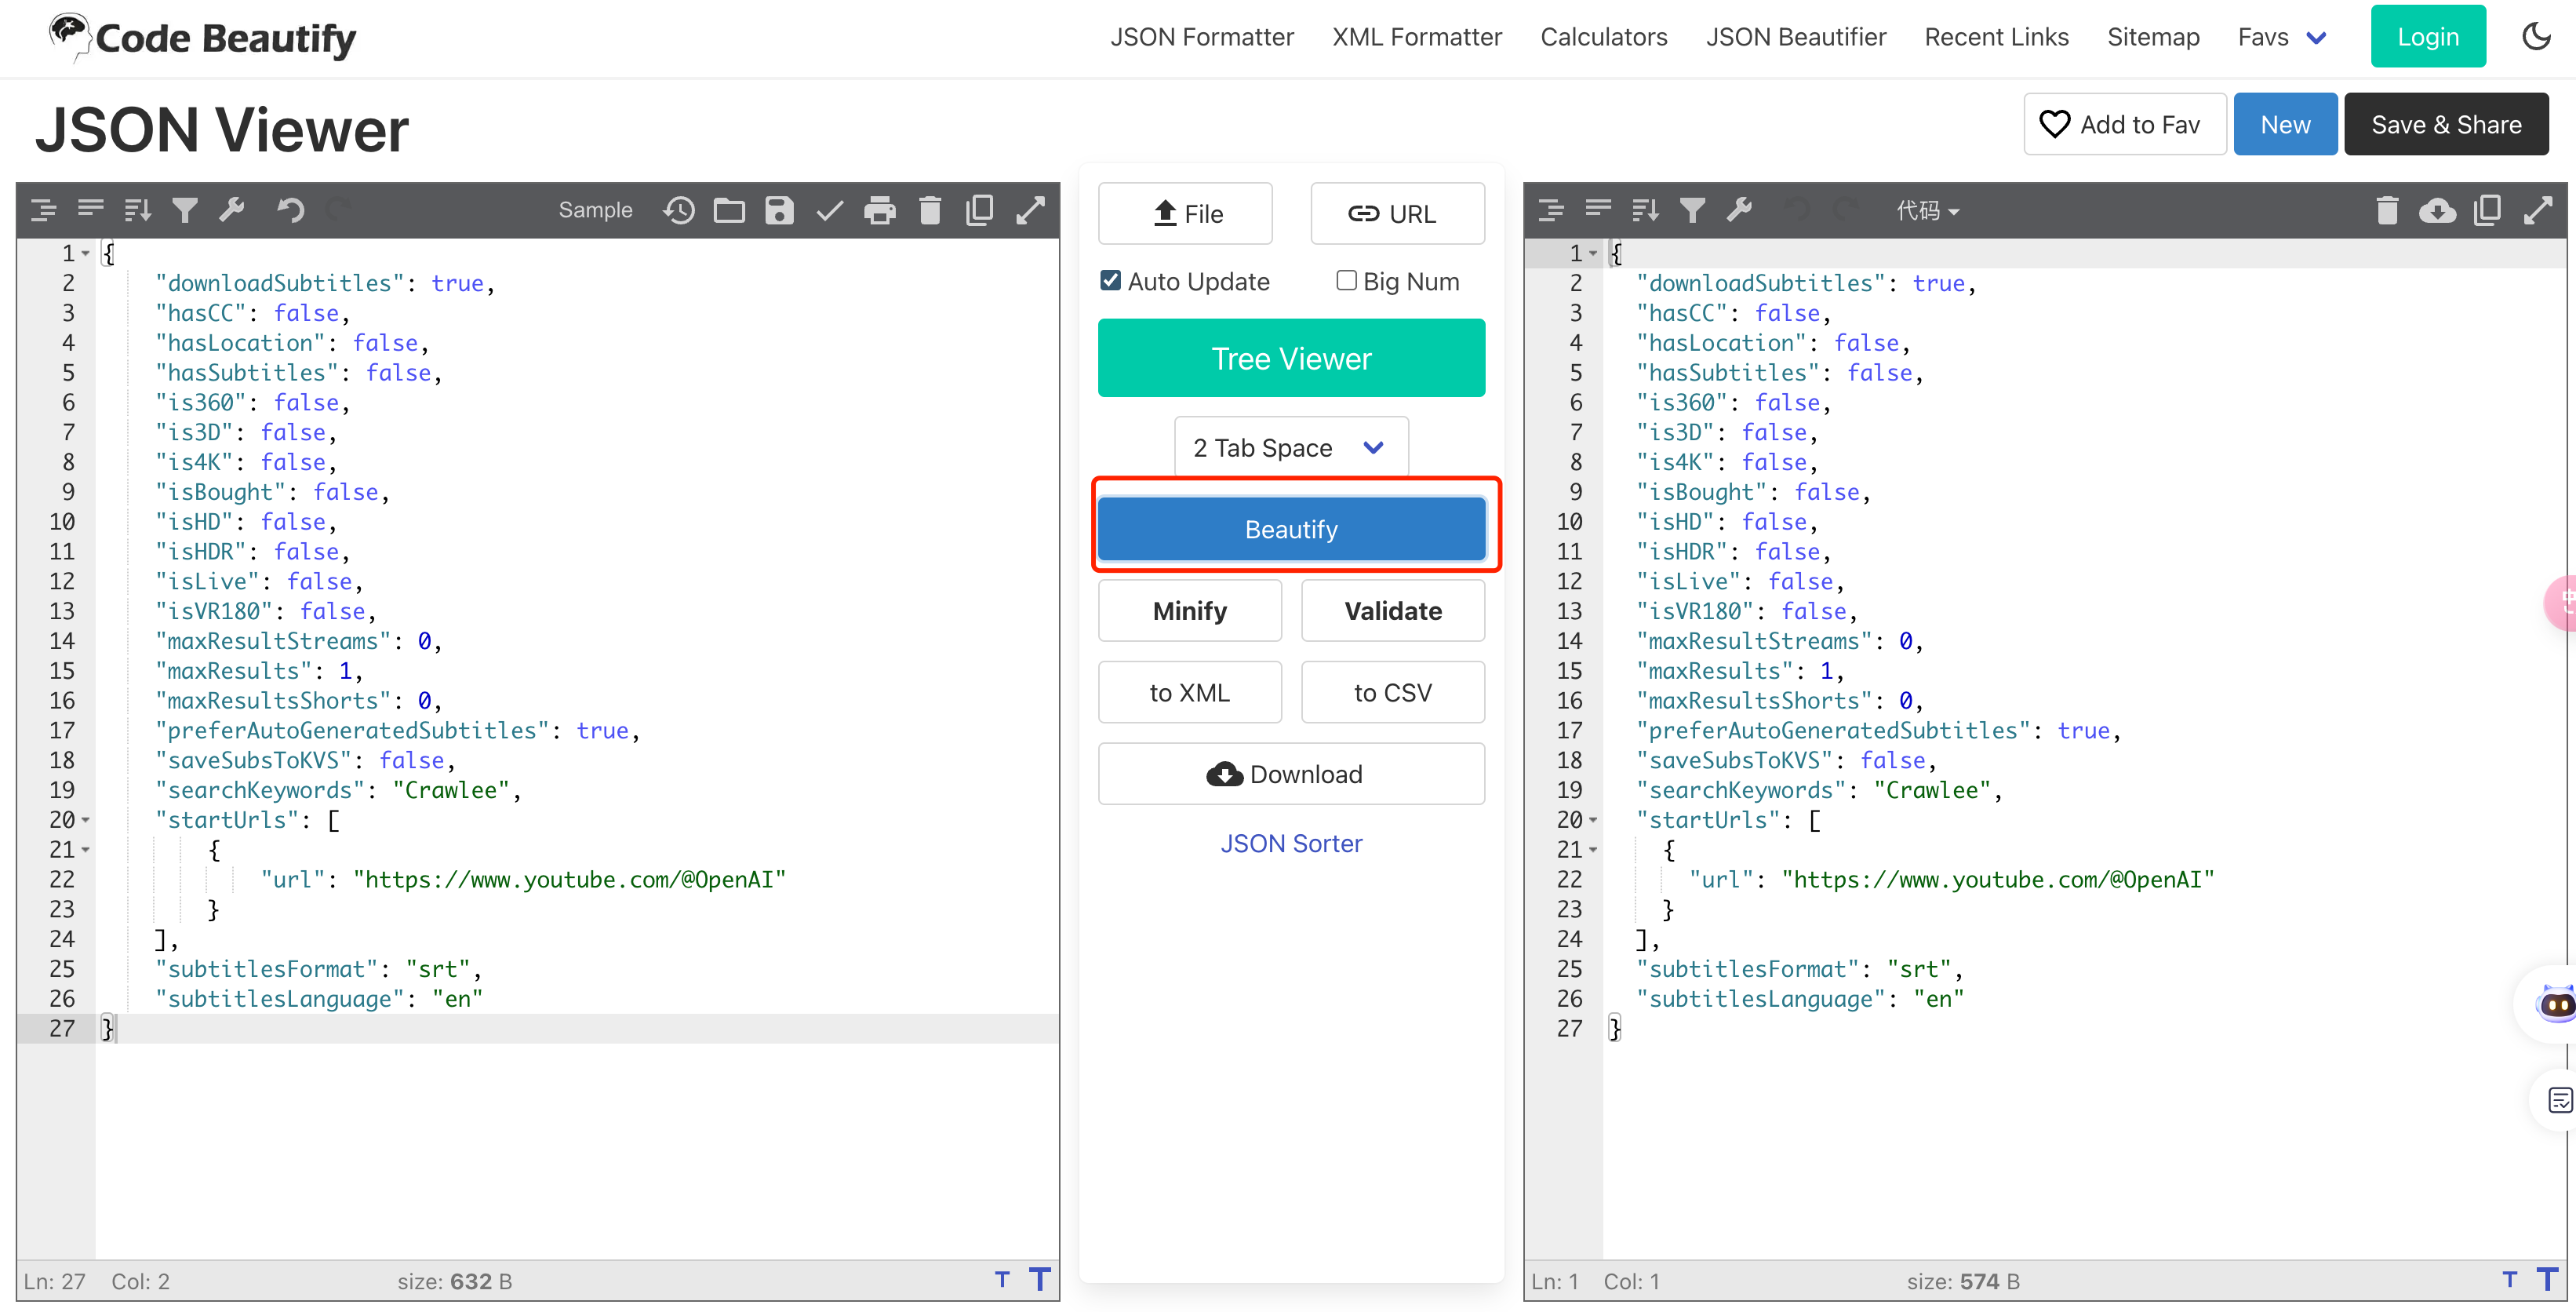 Code Beautify
JSON Formatter XML Formatter Calculators JSON Beautifier Recent Links Sitemap Favs Login
JSON Viewer
Add to Fav New Save & Share
Sample
1 {
2 "downloadSubtitles": true,
3 "hasCC": false,
4 "hasLocation": false,
5 "hasSubtitles": false,
6 "is360": false,
7 "is3D": false,
8 "is4K": false,
9 "isBought": false,
10 "isHD": false,
11 "isHDR": false,
12 "isLive": false,
13 "isVR180": false,
14 "maxResultStreams": 0,
15 "maxResults": 1,
16 "maxResultsShorts": 0,
17 "preferAutoGeneratedSubtitles": true,
18 "saveSubsToKVS": false,
19 "searchKeywords": "Crawlee",
20 "startUrls": [
21 {
22 "url": "https://www.youtube.com/@OpenAI"
23 }
24 ],
25 "subtitlesFormat": "srt",
26 "subtitlesLanguage": "en"
27 }
Ln: 27 Col: 2 size: 632 B T T
File URL
Auto Update Big Num
Tree Viewer
2 Tab Space
Beautify
Minify Validate
to XML to CSV
Download
JSON Sorter
代码
1 {
2 "downloadSubtitles": true,
3 "hasCC": false,
4 "hasLocation": false,
5 "hasSubtitles": false,
6 "is360": false,
7 "is3D": false,
8 "is4K": false,
9 "isBought": false,
10 "isHD": false,
11 "isHDR": false,
12 "isLive": false,
13 "isVR180": false,
14 "maxResultStreams": 0,
15 "maxResults": 1,
16 "maxResultsShorts": 0,
17 "preferAutoGeneratedSubtitles": true,
18 "saveSubsToKVS": false,
19 "searchKeywords": "Crawlee",
20 "startUrls": [
21 {
22 "url": "https://www.youtube.com/@OpenAI"
23 }
24 ],
25 "subtitlesFormat": "srt",
26 "subtitlesLanguage": "en"
27 }
Ln: 1 Col: 1 size: 574 B T T